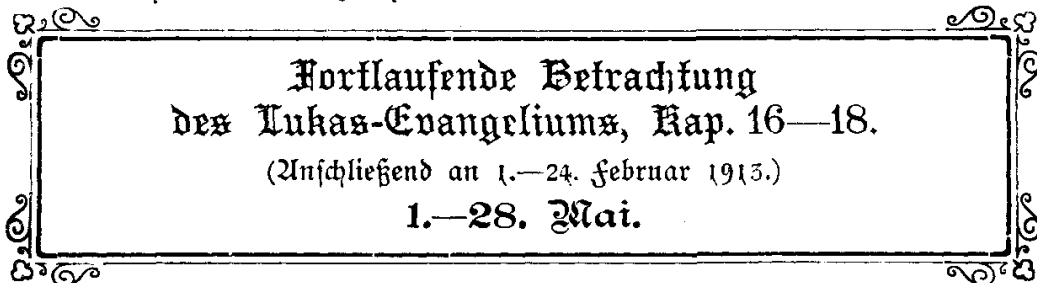 Fortlaufende Betrachtung
des Lukas-Evangeliums, Kap. 16—18.
(Anschließend an 1.—24. Februar 1913.)
1.—28. Mai.